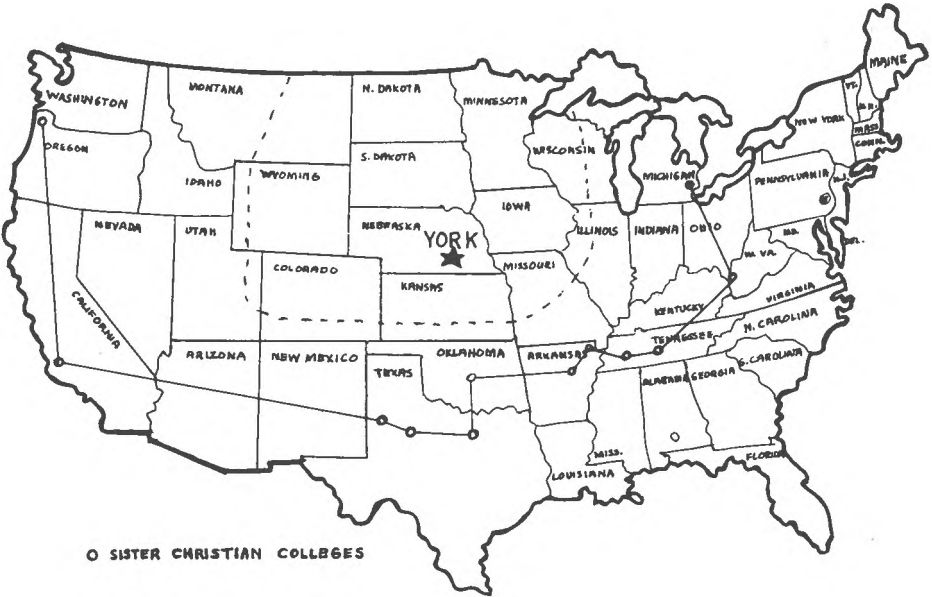 WASHINGTON
MONTANA
N. DAKOTA
MINNESOTA
MAINE
VT.
N.H.
NEW YORK
MASS
CONN.
OREGON
IDAHO
WYOMING
S. DAKOTA
WISCONSIN
MICHIGAN
PENNSYLVANIA
N.J.
NEVADA
UTAH
NEBRASKA
YORK
IOWA
ILLINOIS
INDIANA
OHIO
MD.
DEL.
W. VA.
COLORADO
KANSAS
MISSOURI
KENTUCKY
VIRGINIA
CALIFORNIA
ARIZONA
NEW MEXICO
TEXAS
OKLAHOMA
ARKANSAS
TENNESSEE
N. CAROLINA
S. CAROLINA
ALABAMA
GEORGIA
MISS.
LOUISIANA
FLORIDA
O SISTER CHRISTIAN COLLEGES